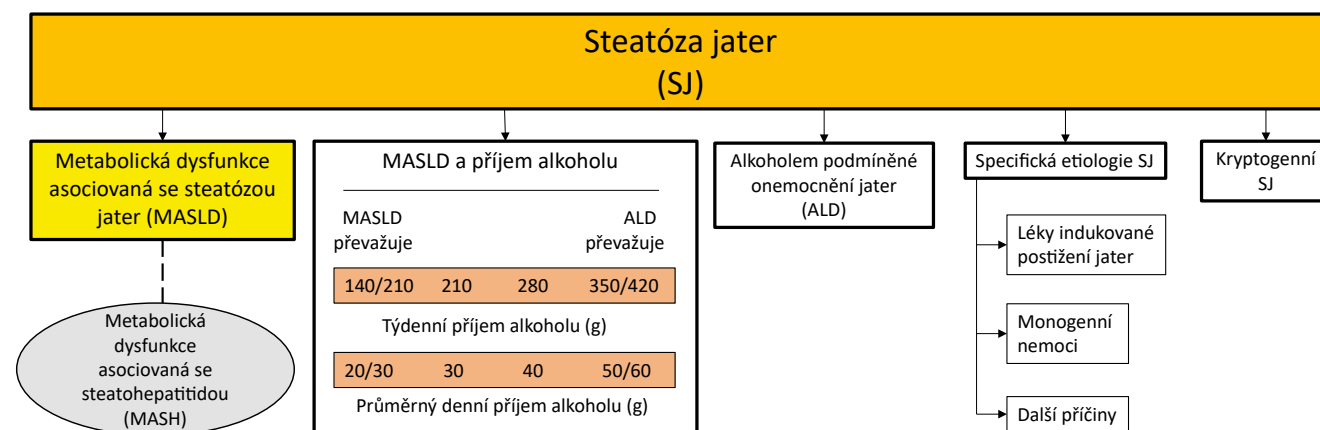 Steatóza jater
(SJ)
Metabolická dysfunkce
asociovaná se steatózou
jater (MASLD)
Metabolická
dysfunkce
asociovaná se
steatohepatitidou
(MASH)
MASLD a příjem alkoholu
MASLD
převažuje
ALD
převažuje
140/210 210 280 350/420
Týdenní příjem alkoholu (g)
20/30 30 40 50/60
Průměrný denní příjem alkoholu (g)
Alkoholem podmíněné
onemocnění jater
(ALD)
Specifická etiologie SJ
Léky indukované
postižení jater
Monogenní
nemoci
Další příčiny
Kryptogenní
SJ